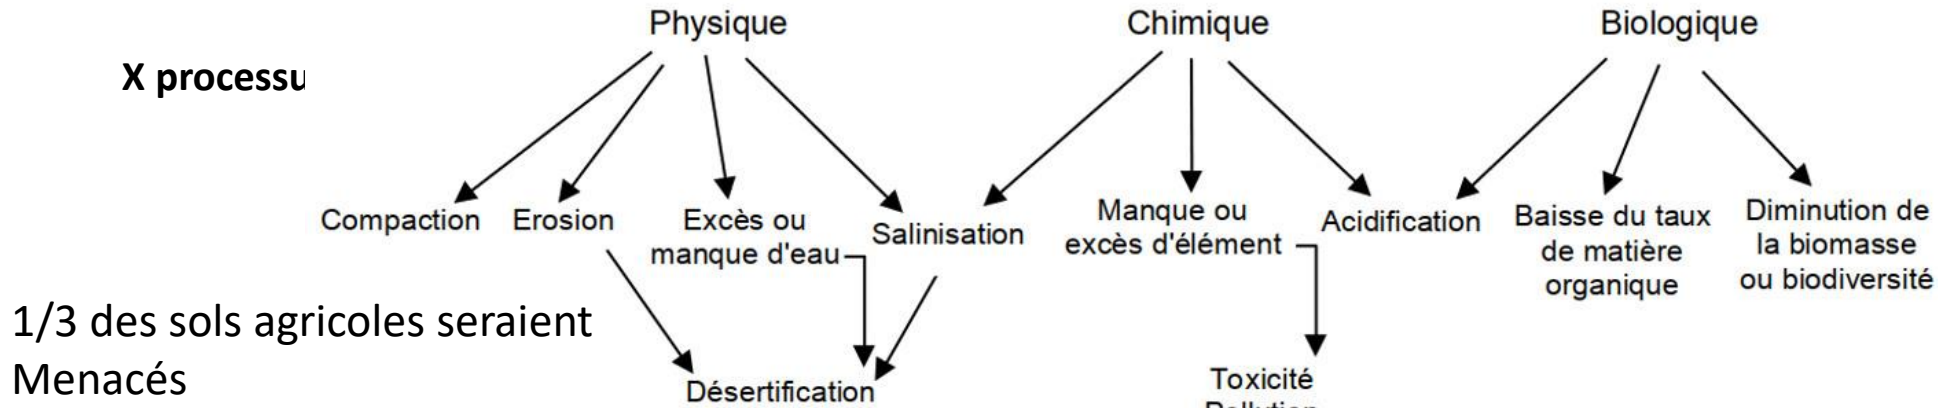 Physique
Chimique
Biologique
X processu
Compaction
Erosion
Excès ou
manque d'eau
Salinisation
Manque ou
excès d'élément
Acidification
Baisse du taux
de matière
organique
Diminution de
la biomasse
ou biodiversité
1/3 des sols agricoles seraient
Menacés
Désertification
Toxicité
Pollution